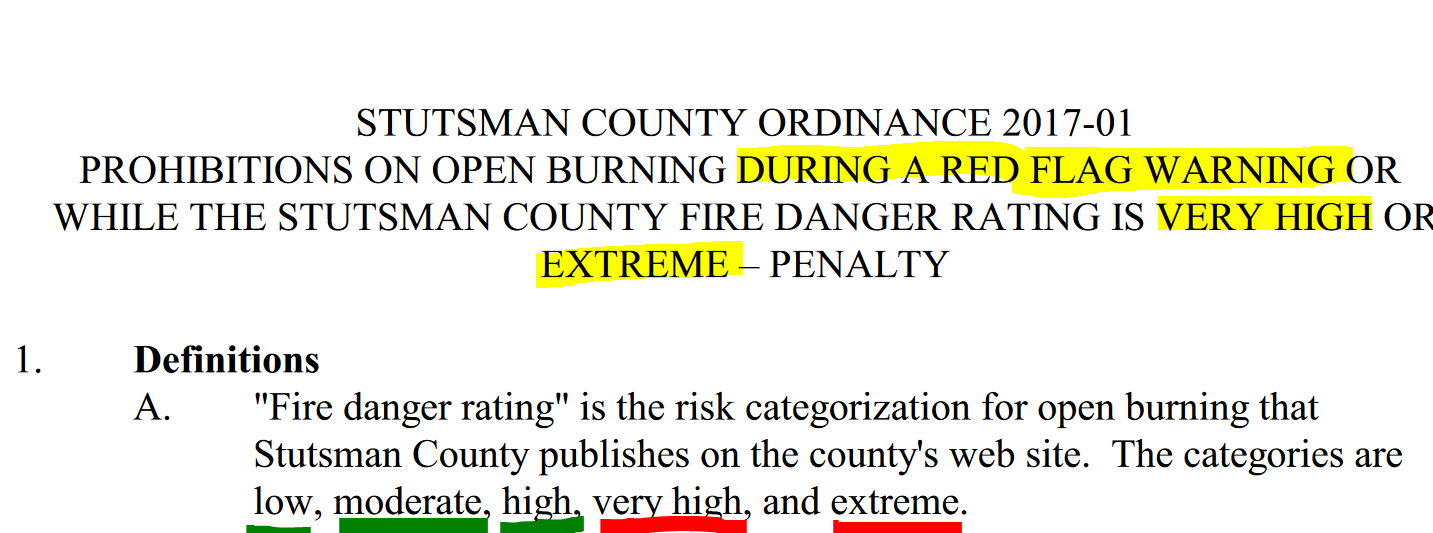 STUTSMAN COUNTY ORDINANCE 2017-01
PROHIBITIONS ON OPEN BURNING DURING A RED FLAG WARNING OR
WHILE THE STUTSMAN COUNTY FIRE DANGER RATING IS VERY HIGH OR
EXTREME – PENALTY
1. Definitions
A. "Fire danger rating" is the risk categorization for open burning that
Stutsman County publishes on the county's web site.  The categories are
low, moderate, high, very high, and extreme.